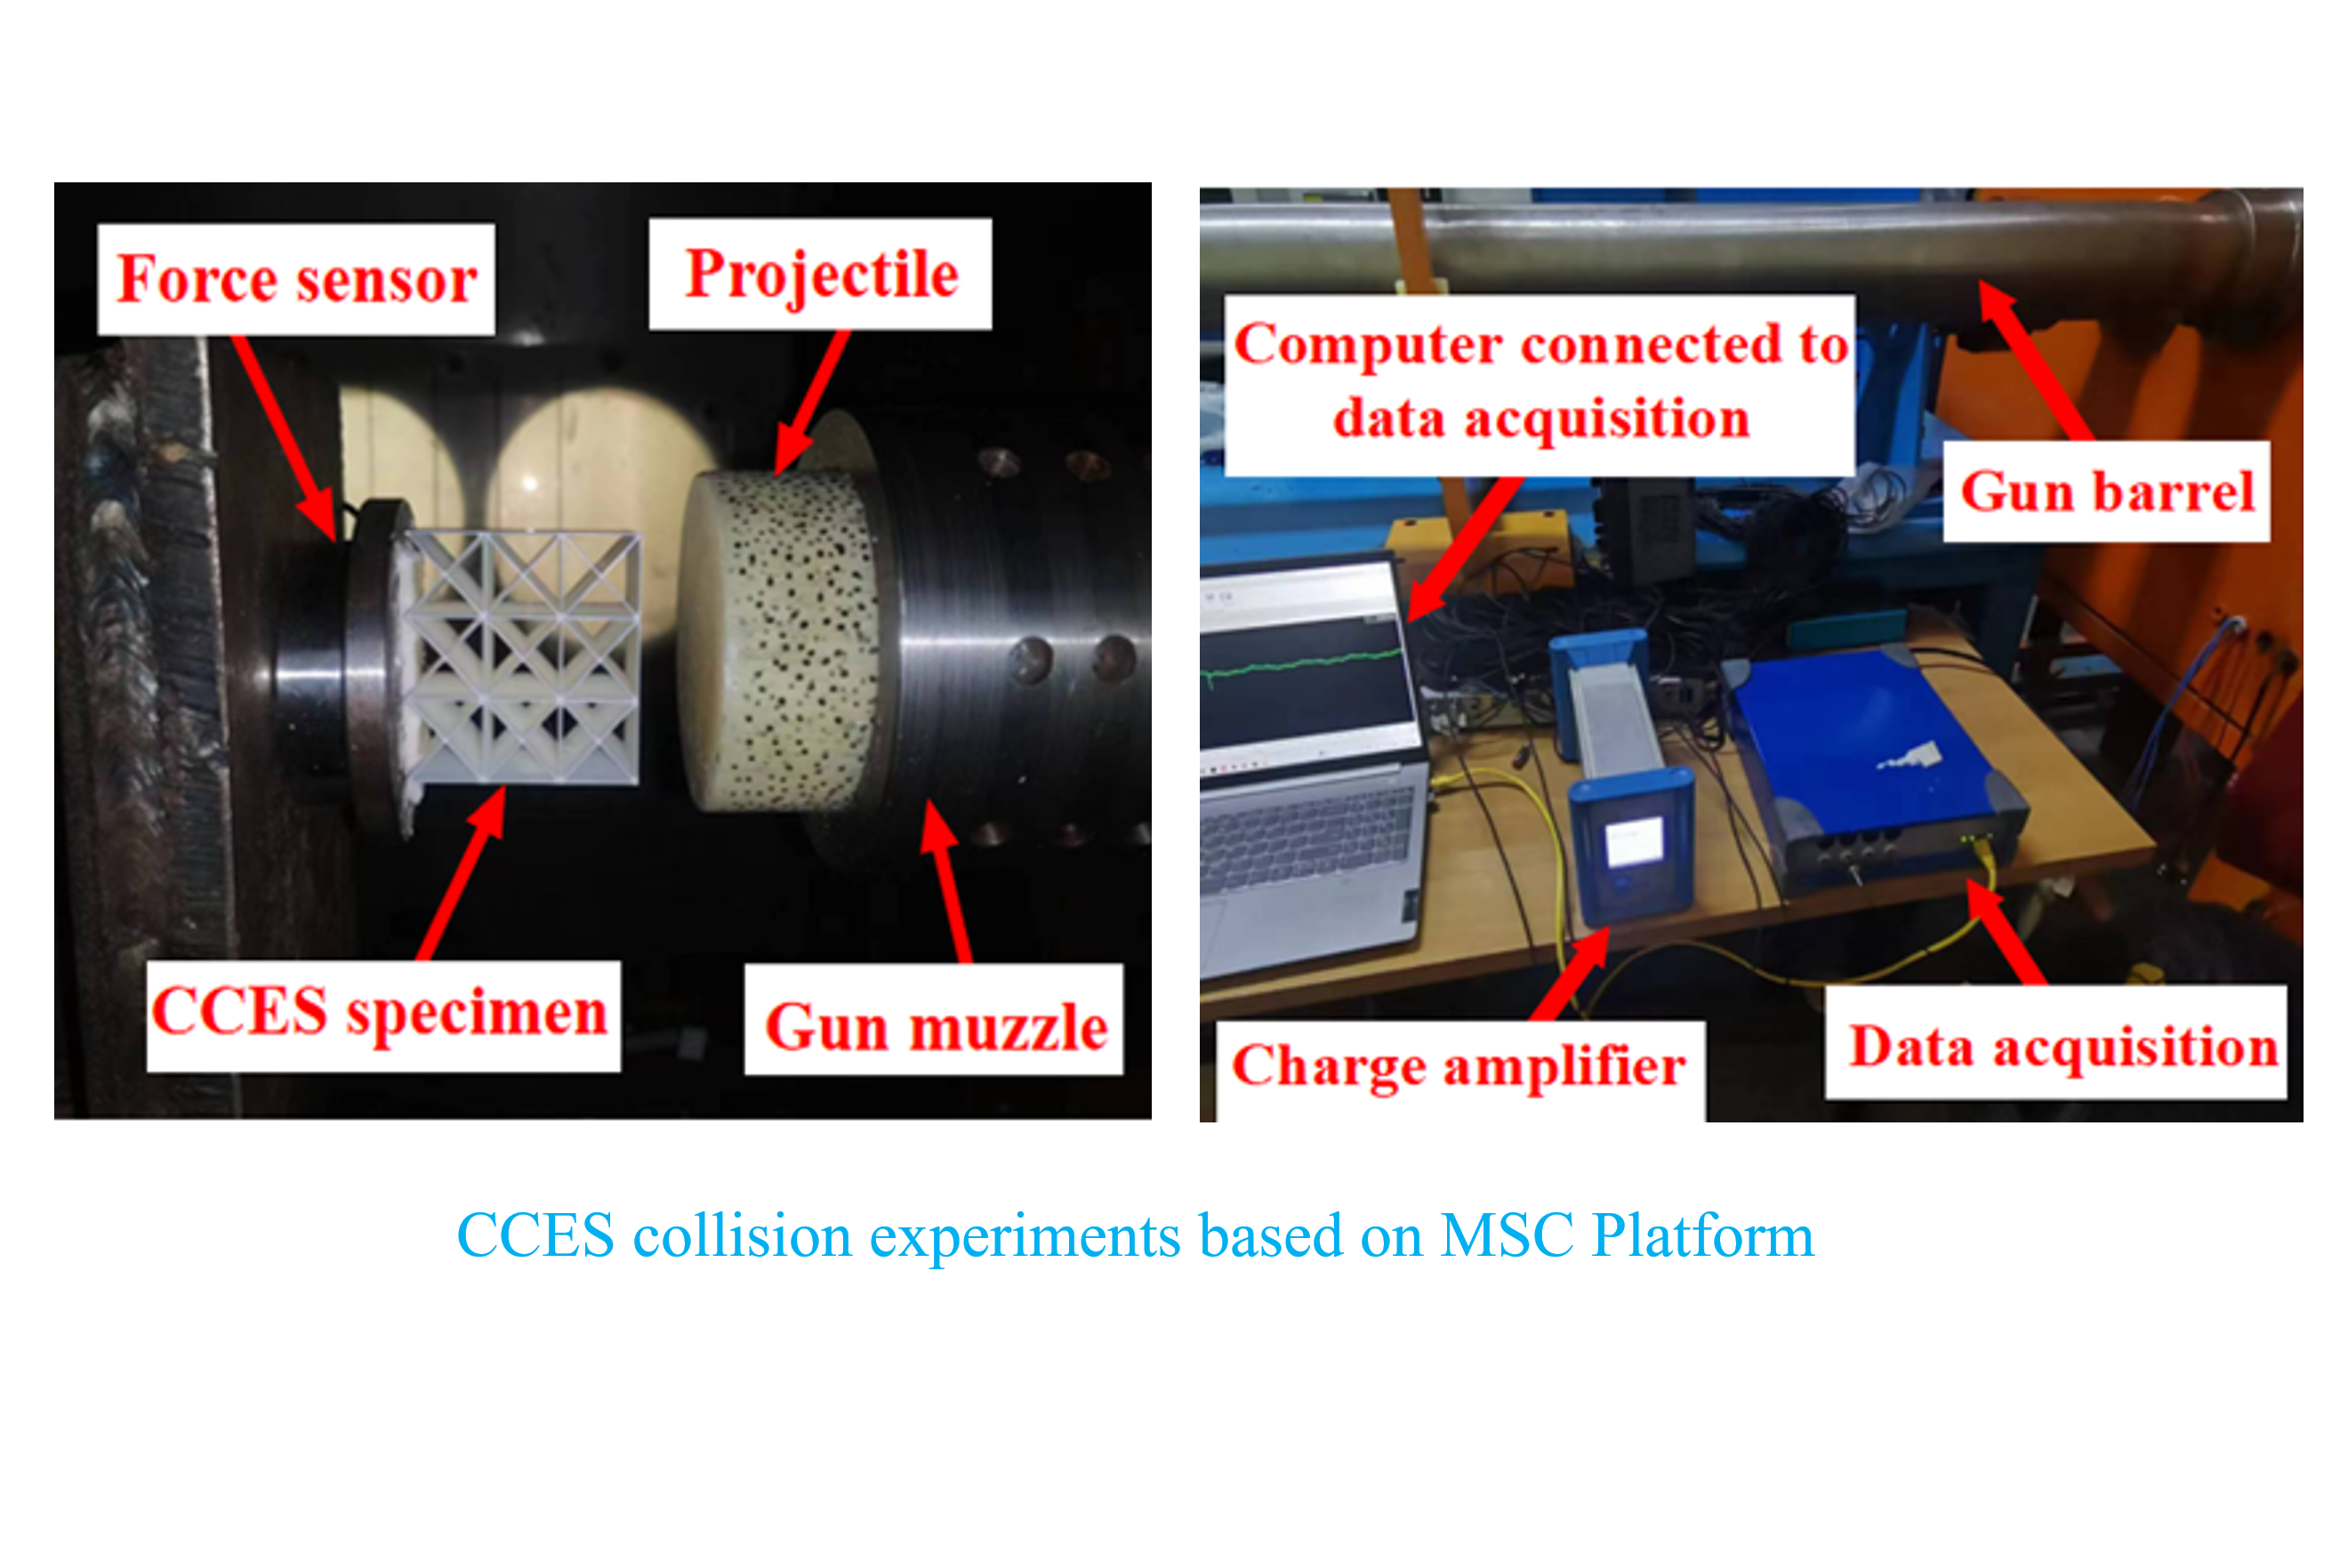 Force sensor
Projectile
CCES specimen
Gun muzzle
Computer connected to
data acquisition
Gun barrel
Charge amplifier
Data acquisition
CCES collision experiments based on MSC Platform